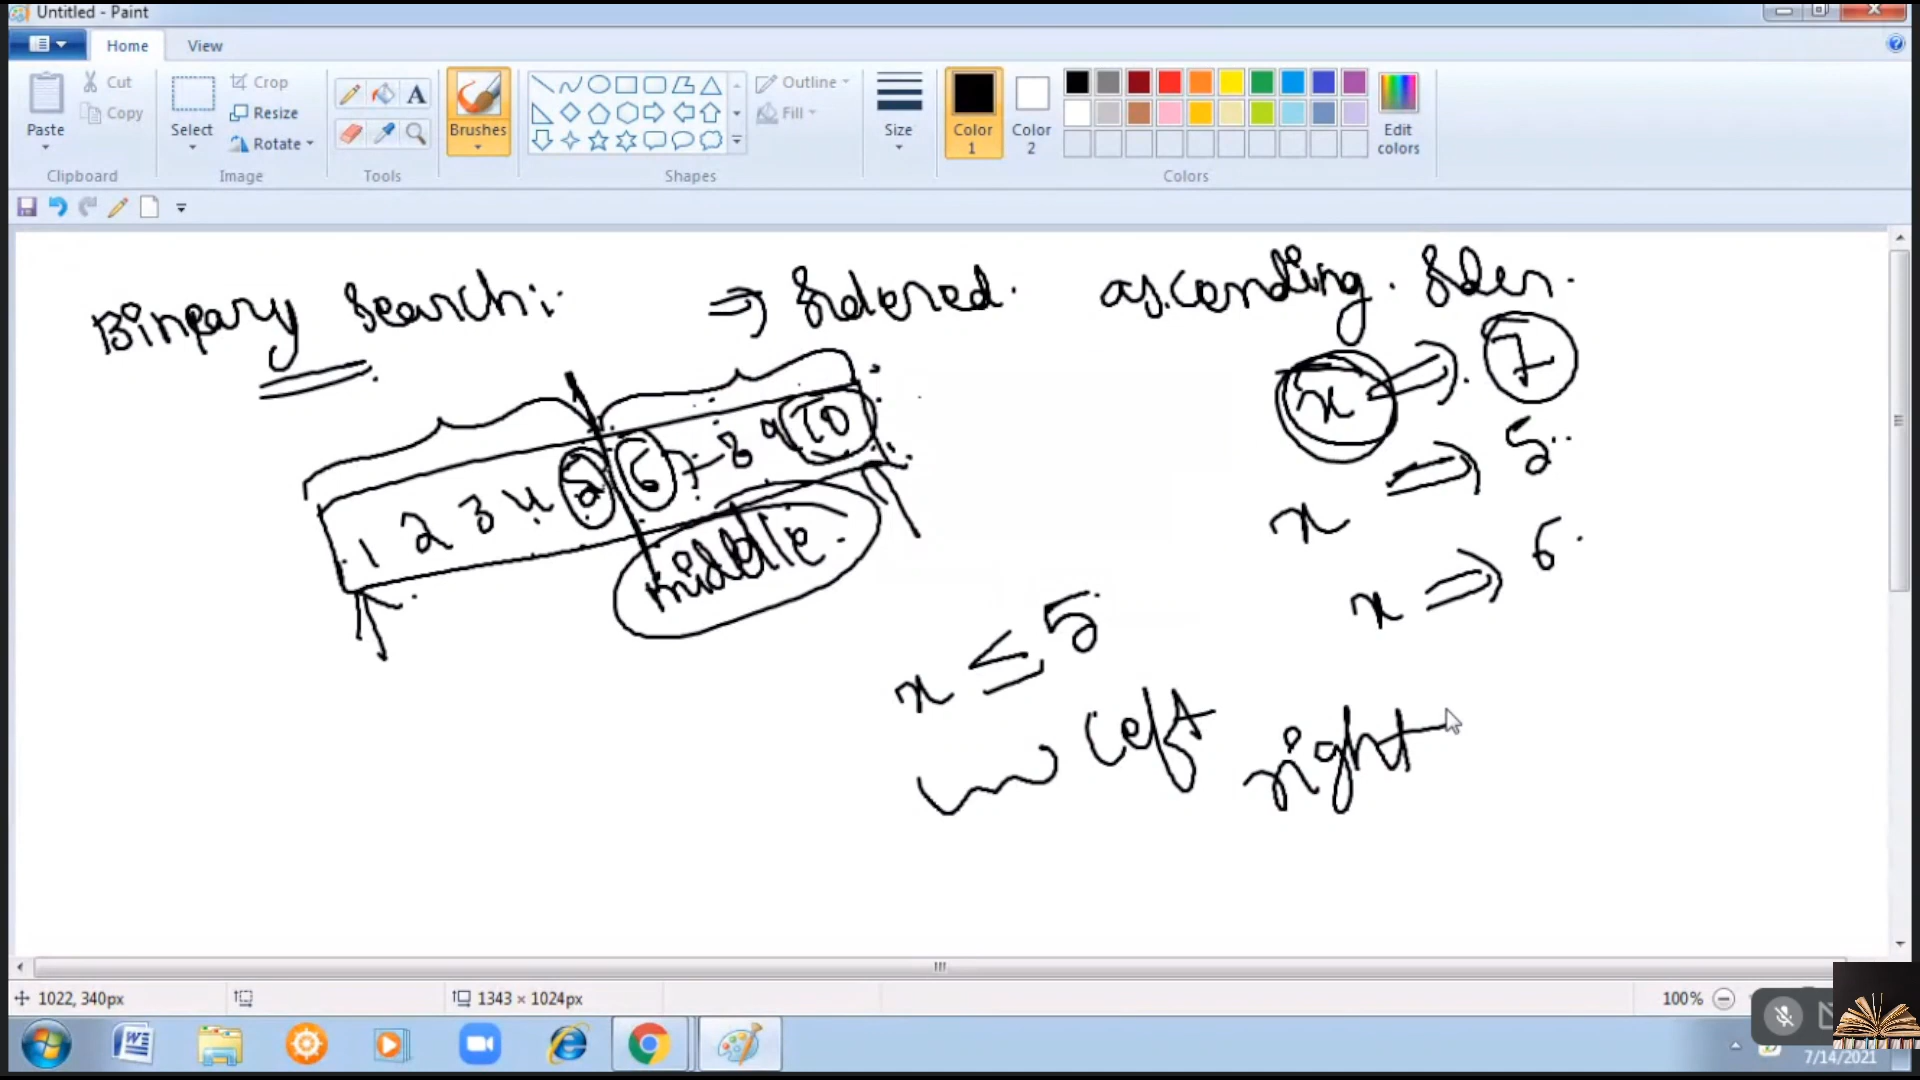 Untitled - Paint
Home View
Cut
Copy
Paste
Clipboard
Crop
Resize
Rotate
Select
Image
Tools
Brushes
Shapes
Outline
Fill
Size
Color 1
Color 2
Edit colors
Colors
Binpary Search: ⇒ Ordered. ascending. Order.
x ⇒ 7
1 2 3 4 5 6 7 8 9 10
x ⇒ 5
middle.
x ⇒ 6.
x ≤ 5
left right
1022, 340px
1343 × 1024px
100%
7/14/2021